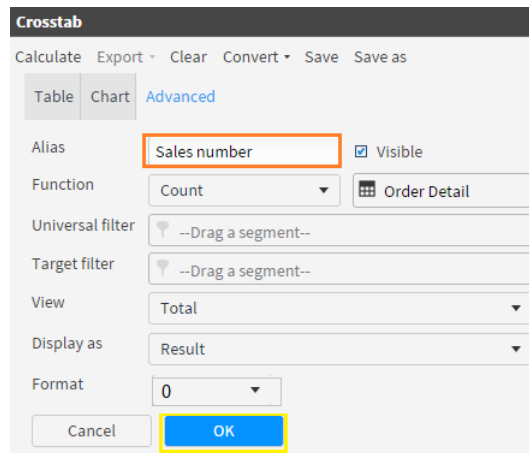 Crosstab
Calculate Export Clear Convert Save Save as
Table Chart Advanced
Alias Sales number Visible
Function Count Order Detail
Universal filter --Drag a segment--
Target filter --Drag a segment--
View Total
Display as Result
Format 0
Cancel OK